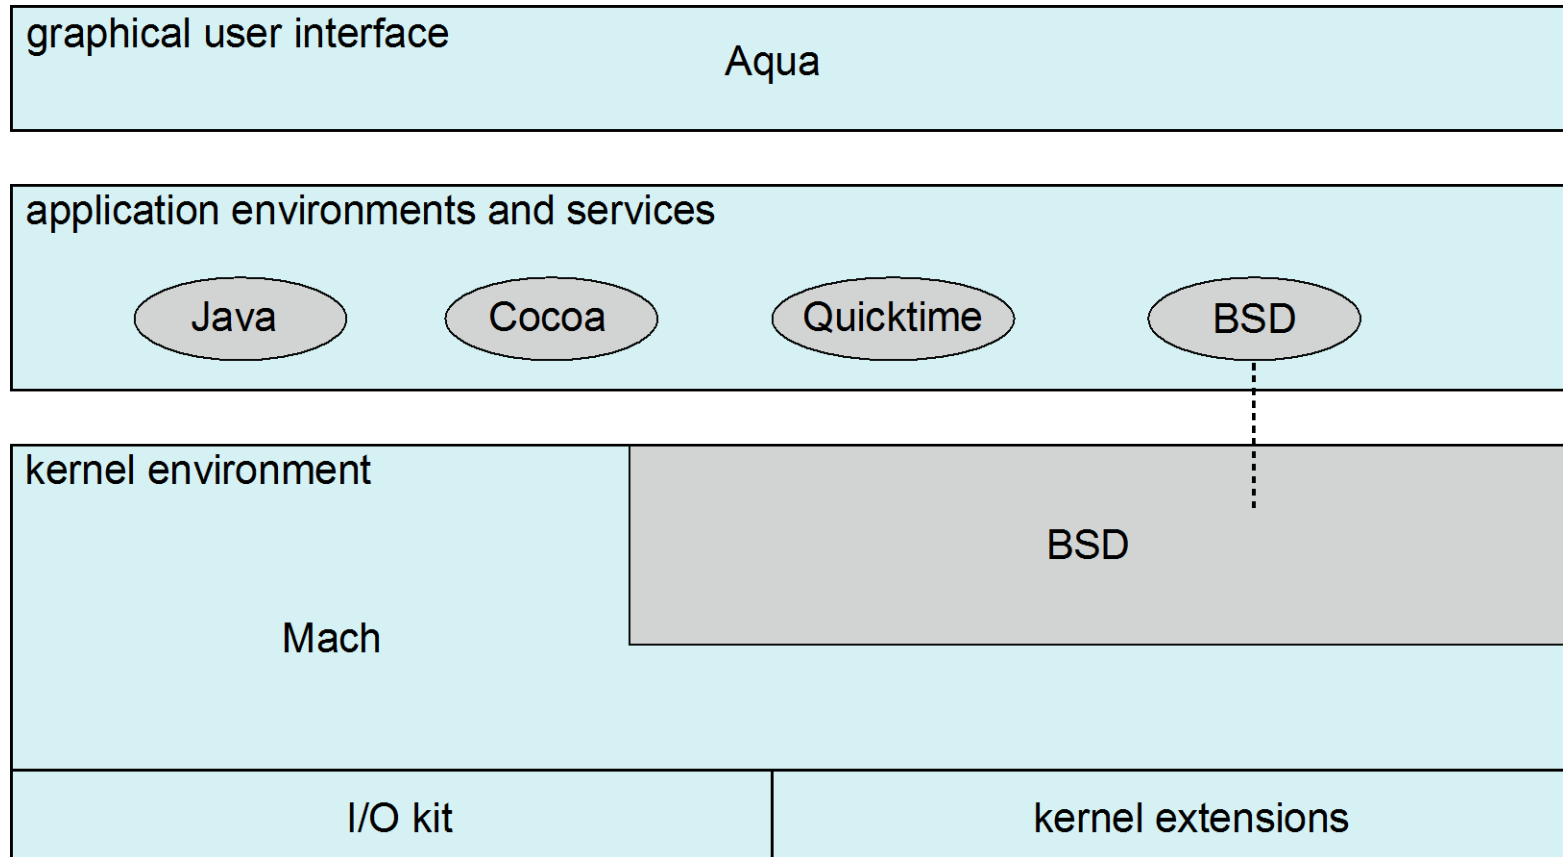 graphical user interface
Aqua
application environments and services
Java
Cocoa
Quicktime
BSD
kernel environment
BSD
Mach
I/O kit
kernel extensions